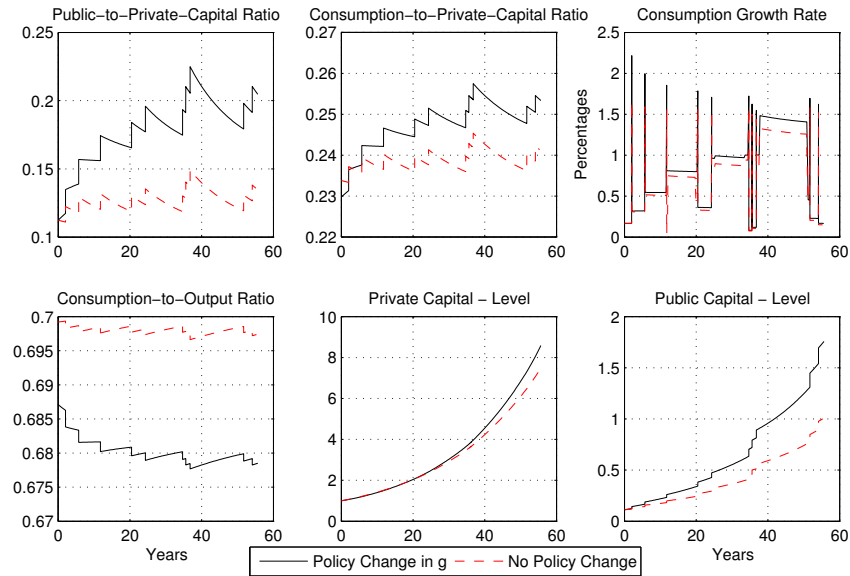 Public-to-Private-Capital Ratio
0.25
0.2
0.15
0.1
0 20 40 60
Consumption-to-Private-Capital Ratio
0.27
0.26
0.25
0.24
0.23
0.22
0 20 40 60
Consumption Growth Rate
Percentages
2.5
2
1.5
1
0.5
0
0 20 40 60
Consumption-to-Output Ratio
0.7
0.695
0.69
0.685
0.68
0.675
0.67
0 20 40 60
Years
Private Capital - Level
10
8
6
4
2
0
0 20 40 60
Public Capital - Level
2
1.5
1
0.5
0
0 20 40 60
Years
Policy Change in g
No Policy Change